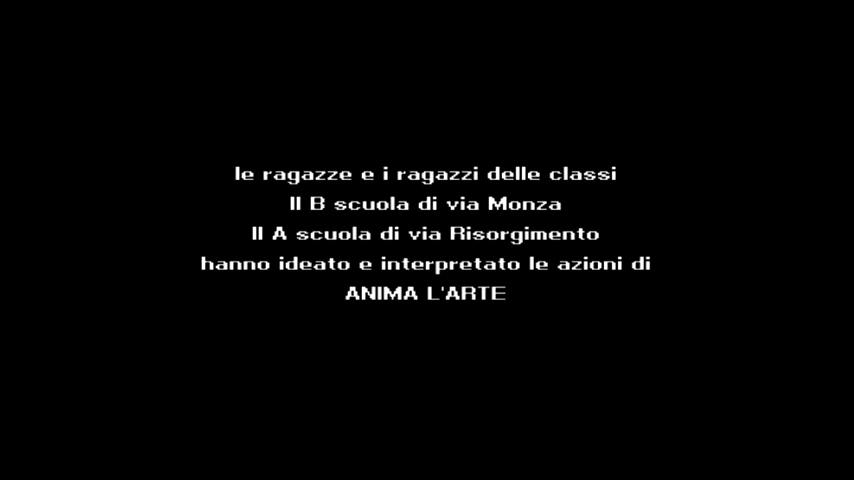 le ragazze e i ragazzi delle classi
II B scuola di via Monza
II A scuola di via Risorgimento
hanno ideato e interpretato le azioni di
ANIMA L'ARTE